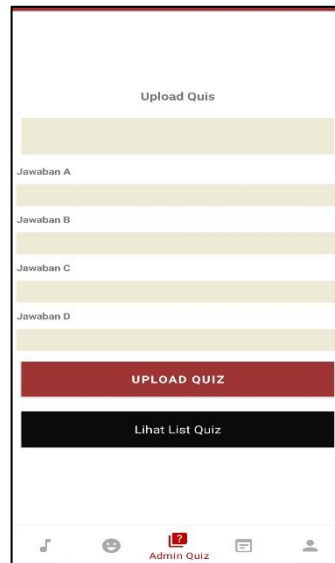 Upload Quis
Jawaban A
Jawaban B
Jawaban C
Jawaban D
UPLOAD QUIZ
Lihat List Quiz
?
Admin Quiz